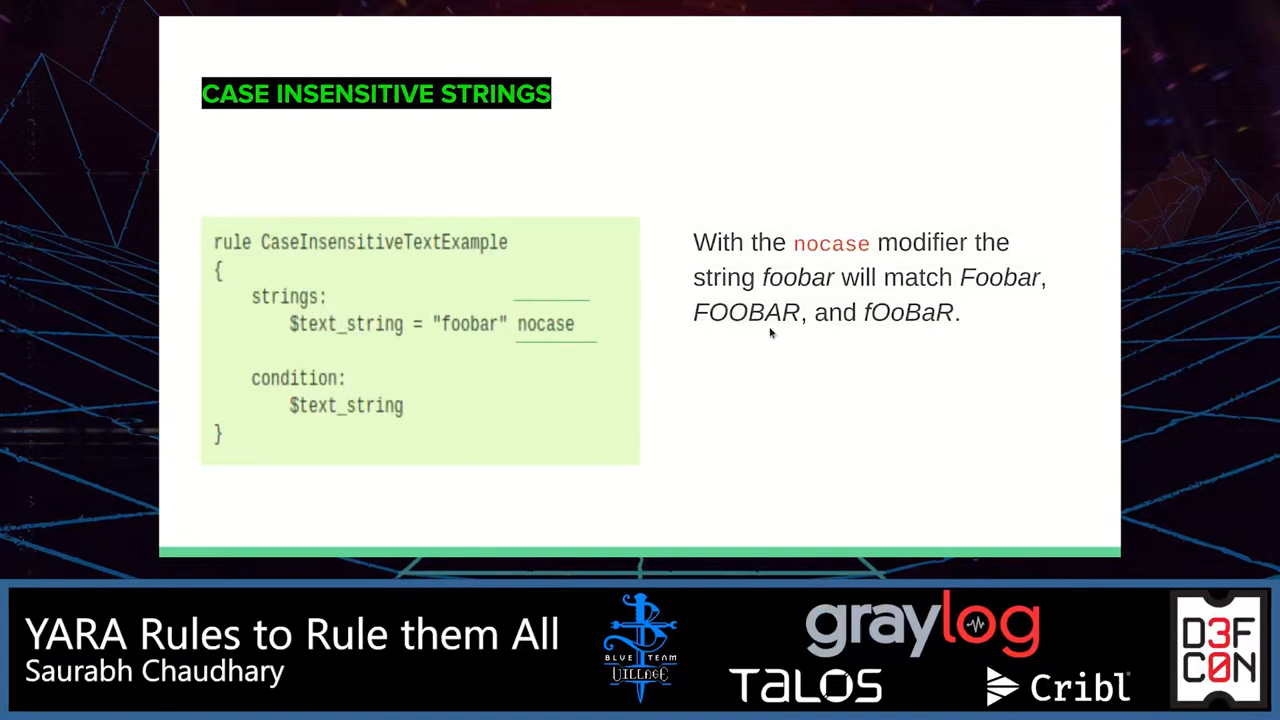 CASE INSENSITIVE STRINGS
rule CaseInsensitiveTextExample
{
strings:
$text_string = "foobar" nocase
condition:
$text_string
}
With the nocase modifier the
string foobar will match Foobar,
FOOBAR, and fOoBaR.
YARA Rules to Rule them All
Saurabh Chaudhary
BLUE TEAM
VILLAGE
graylog
TALOS
Cribl
D3F
C0N